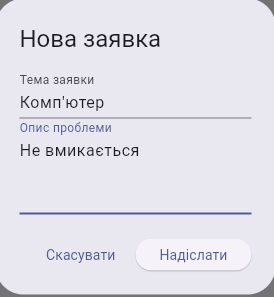 Нова заявка
Тема заявки
Комп'ютер
Опис проблеми
Не вмикається
Скасувати
Надіслати